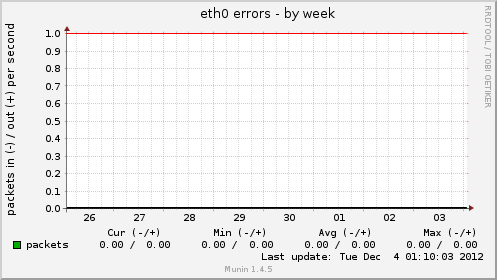 eth0 errors - by week
RRDTOOL / TOBI OETIKER
packets in (-) / out (+) per second
1.0
0.9
0.8
0.7
0.6
0.5
0.4
0.3
0.2
0.1
0.0
26 27 28 29 30 01 02 03
Cur (-/+) Min (-/+) Avg (-/+) Max (-/+)
packets 0.00 / 0.00 0.00 / 0.00 0.00 / 0.00 0.00 / 0.00
Last update: Tue Dec 4 01:10:03 2012
Munin 1.4.5